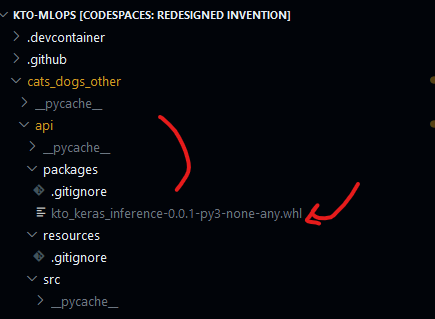 KTO-MLOPS [CODESPACES: REDESIGNED INVENTION]
.devcontainer
.github
cats_dogs_other
__pycache__
api
__pycache__
packages
.gitignore
kto_keras_inference-0.0.1-py3-none-any.whl
resources
.gitignore
src
__pycache__